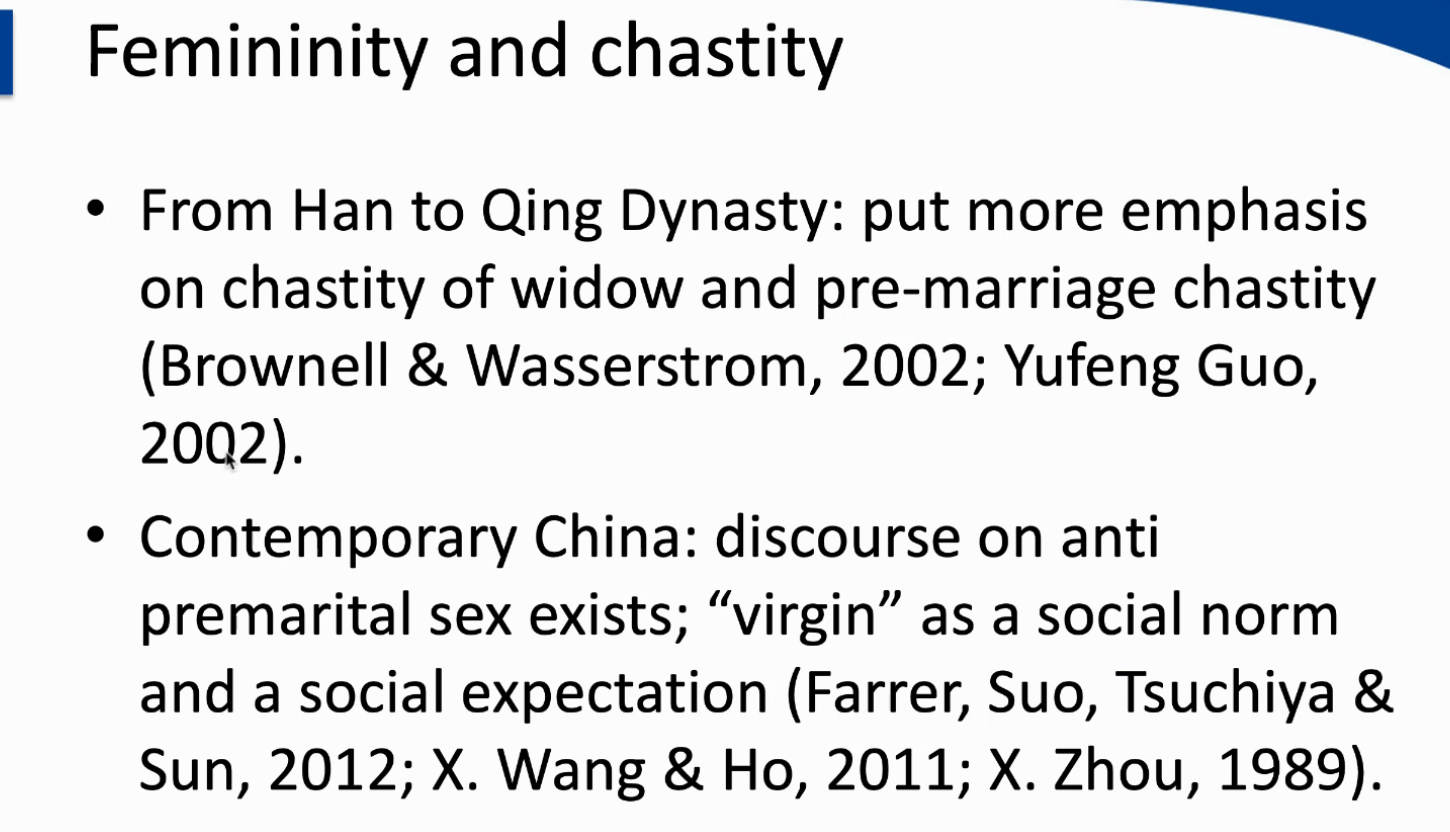 Femininity and chastity
• From Han to Qing Dynasty: put more emphasis
on chastity of widow and pre-marriage chastity
(Brownell & Wasserstrom, 2002; Yufeng Guo,
2002).
• Contemporary China: discourse on anti
premarital sex exists; “virgin” as a social norm
and a social expectation (Farrer, Suo, Tsuchiya &
Sun, 2012; X. Wang & Ho, 2011; X. Zhou, 1989).